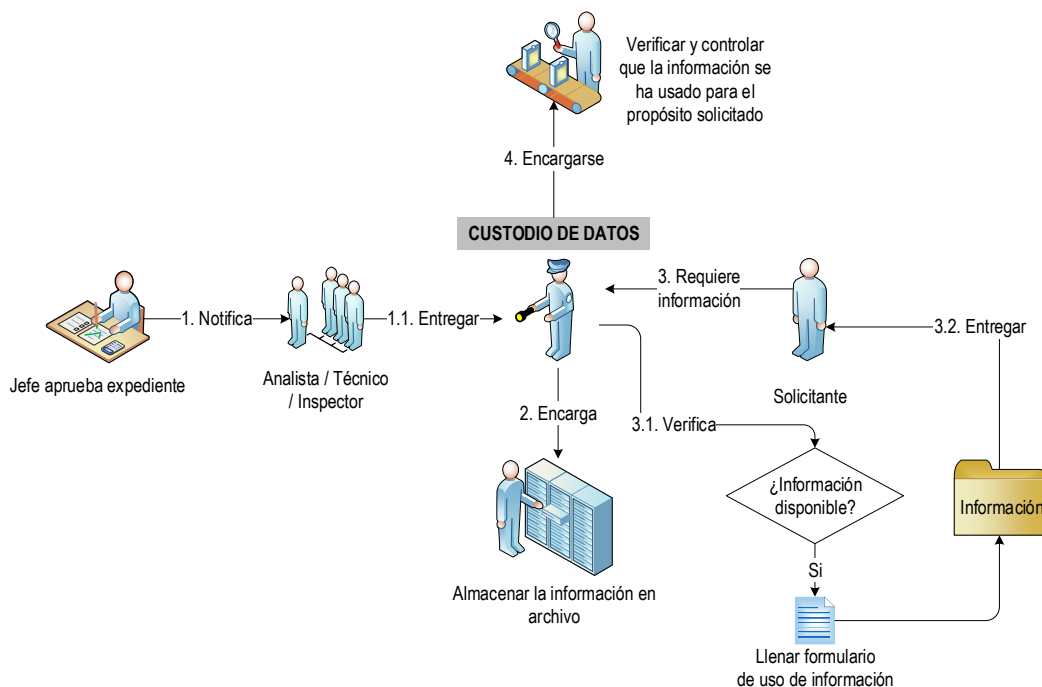 Verificar y controlar
que la información se
ha usado para el
propósito solicitado
4. Encargarse
CUSTODIO DE DATOS
1. Notifica
1.1. Entregar
3. Requiere
información
3.2. Entregar
Jefe aprueba expediente
Analista / Técnico
/ Inspector
Solicitante
2. Encarga
3.1. Verifica
¿Información
disponible?
Información
Si
Almacenar la información en
archivo
Llenar formulario
de uso de información